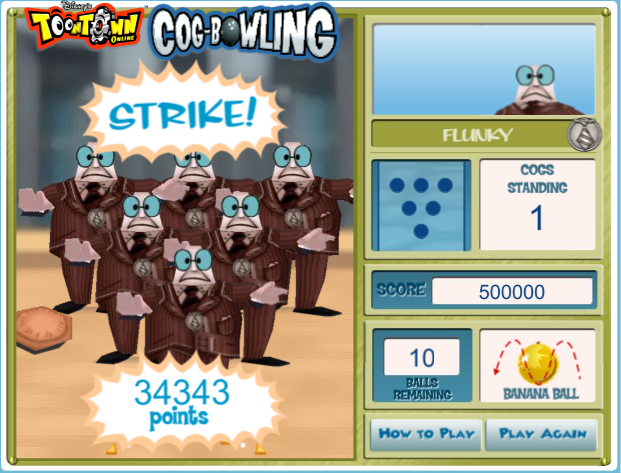 Disney's
TOONTOWN
ONLINE
COG-BOWLING
STRIKE!
34343
points
FLUNKY
COGS
STANDING
1
SCORE
500000
10
BALLS
REMAINING
BANANA BALL
HOW TO PLAY
PLAY AGAIN